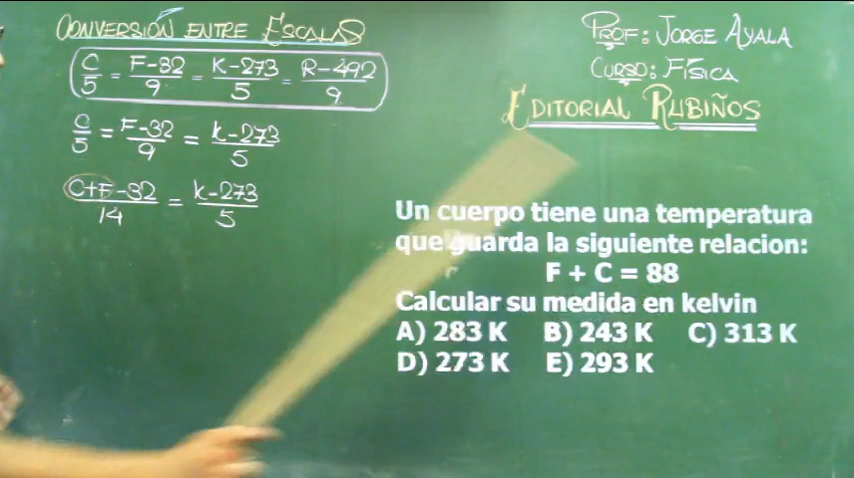 CONVERSIÓN ENTRE ESCALAS
C/5 = F-32/9 = K-273/5 = R-492/9
C/5 = F-32/9 = K-273/5
C+F-32/14 = K-273/5
PROF: JORGE AYALA
CURSO: FÍSICA
EDITORIAL RUBIÑOS
Un cuerpo tiene una temperatura
que guarda la siguiente relacion:
F + C = 88
Calcular su medida en kelvin
A) 283 K B) 243 K C) 313 K
D) 273 K E) 293 K